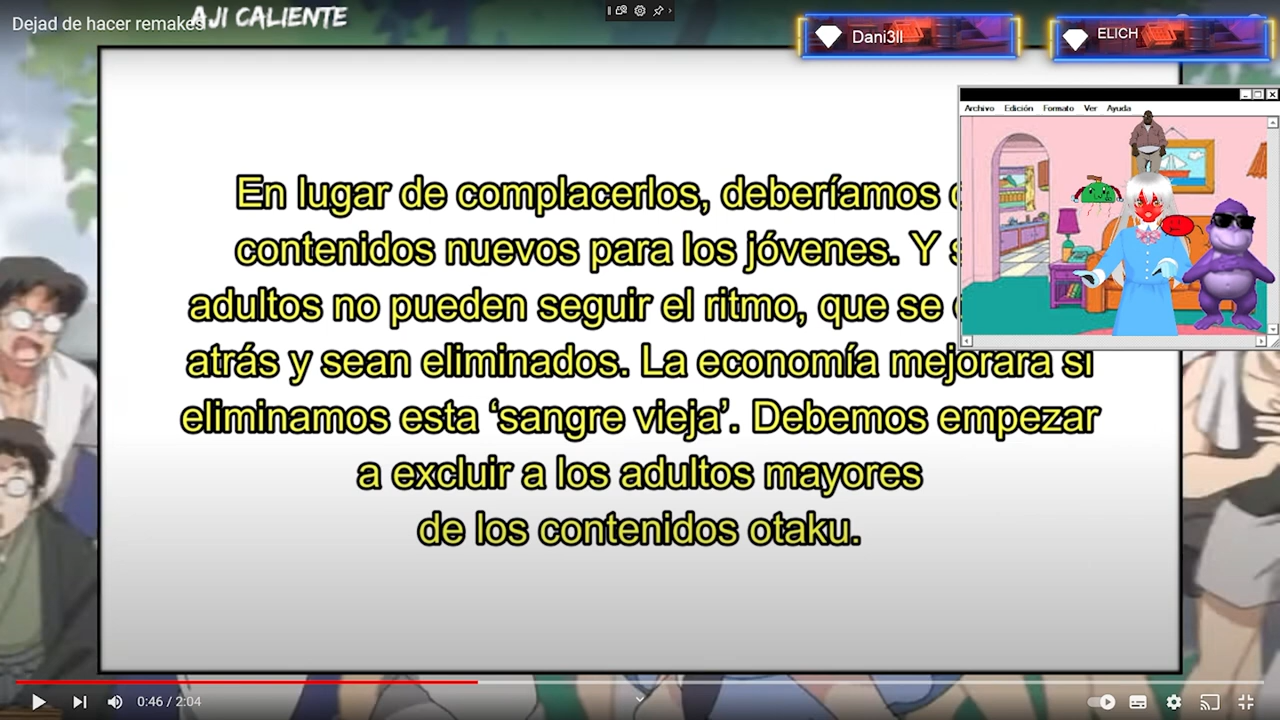 Dejad de hacer remakes
AJI CALIENTE
Dani3ll
ELICH
Archivo Edición Formato Ver Ayuda
En lugar de complacerlos, deberíamos
contenidos nuevos para los jóvenes. Y
adultos no pueden seguir el ritmo, que se
atrás y sean eliminados. La economía mejorará si
eliminamos esta ‘sangre vieja’. Debemos empezar
a excluir a los adultos mayores
de los contenidos otaku.
0:46 / 2:04